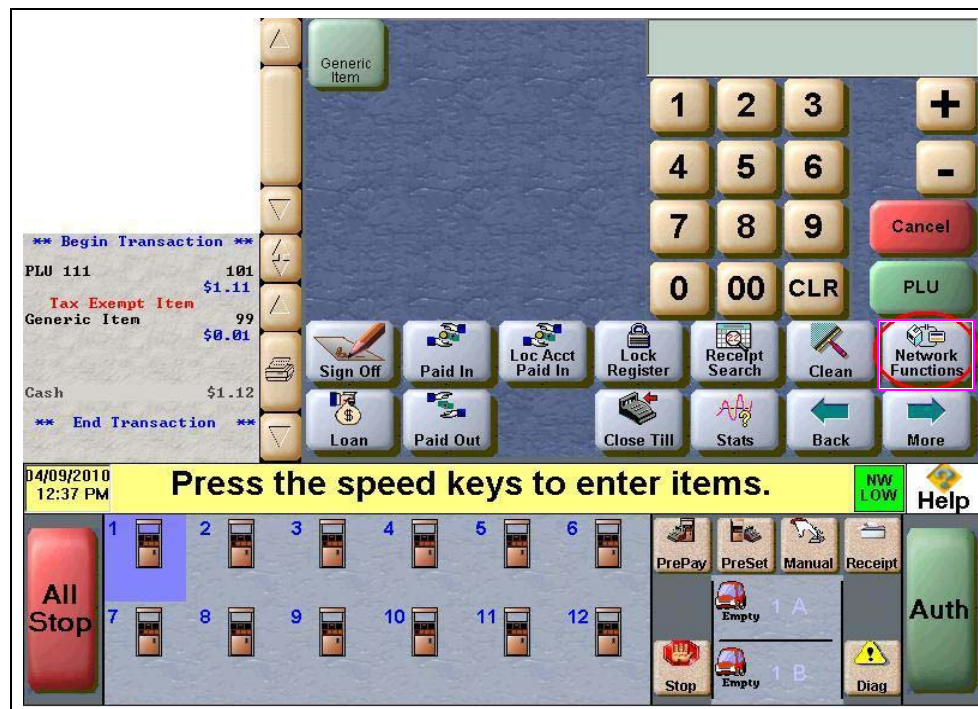 Generic
Item
1 2 3 +
4 5 6 -
7 8 9 Cancel
0 00 CLR PLU
** Begin Transaction **
PLU 111 101
$1.11
Tax Exempt Item
Generic Item 99
$0.01
Cash $1.12
** End Transaction **
Sign Off
Paid In
Loc Acct
Paid In
Lock
Register
Receipt
Search
Clean
Network
Functions
Loan
Paid Out
Close Till
Stats
Back
More
04/09/2010
12:37 PM
Press the speed keys to enter items.
NW
LOW
Help
All
Stop
1 2 3 4 5 6
7 8 9 10 11 12
PrePay PreSet Manual Receipt
Empty 1 A
Stop
Empty 1 B
Diag
Auth